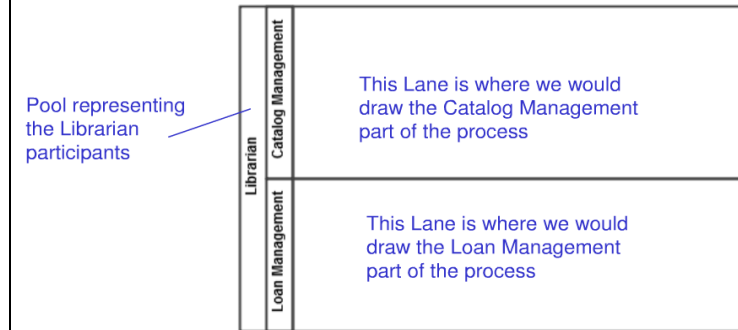 Pool representing
the Librarian
participants
Librarian
Catalog Management
This Lane is where we would
draw the Catalog Management
part of the process
Loan Management
This Lane is where we would
draw the Loan Management
part of the process